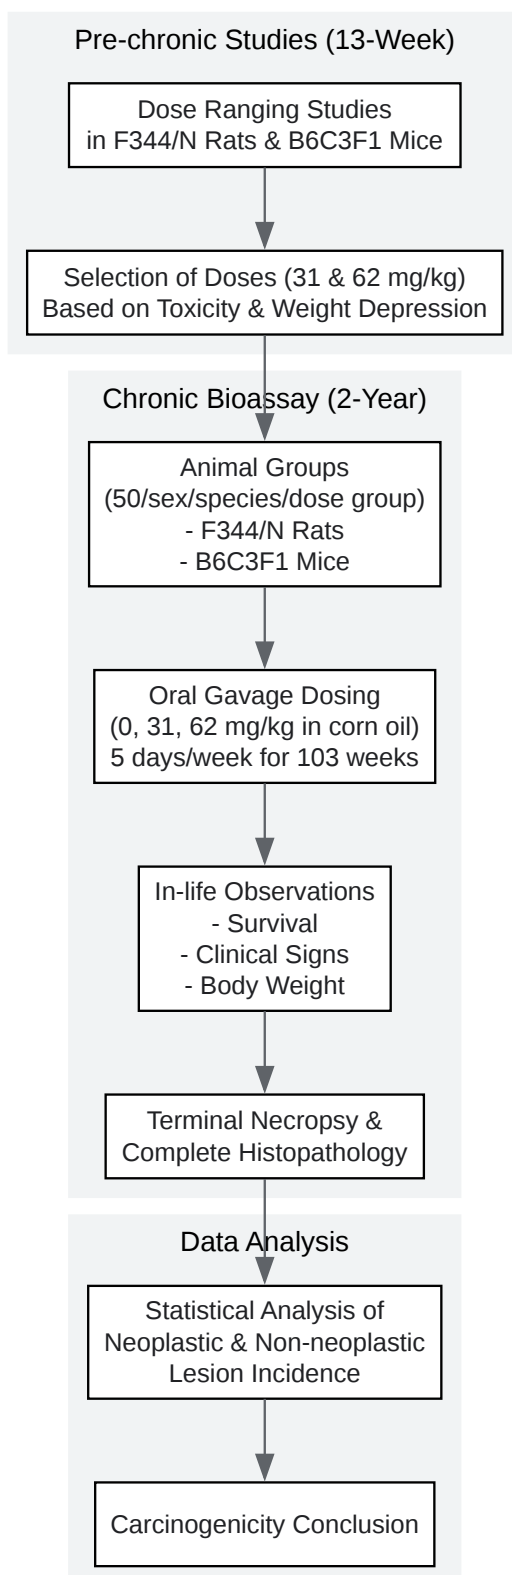 Pre-chronic Studies (13-Week)
Dose Ranging Studies
in F344/N Rats & B6C3F1 Mice
Selection of Doses (31 & 62 mg/kg)
Based on Toxicity & Weight Depression
Chronic Bioassay (2-Year)
Animal Groups
(50/sex/species/dose group)
- F344/N Rats
- B6C3F1 Mice
Oral Gavage Dosing
(0, 31, 62 mg/kg in corn oil)
5 days/week for 103 weeks
In-life Observations
- Survival
- Clinical Signs
- Body Weight
Terminal Necropsy &
Complete Histopathology
Data Analysis
Statistical Analysis of
Neoplastic & Non-neoplastic
Lesion Incidence
Carcinogenicity Conclusion